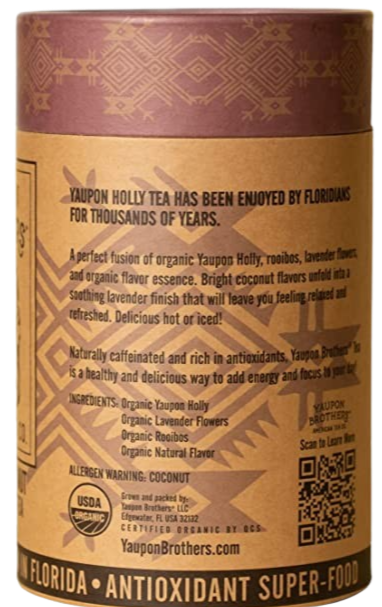 YAUPON HOLLY TEA HAS BEEN ENJOYED BY FLORIDIANS
FOR THOUSANDS OF YEARS.
A perfect fusion of organic Yaupon Holly, rooibos, lavender flowers,
and organic flavor essence. Bright coconut flavors unfold into a
soothing lavender finish that will leave you feeling relaxed and
refreshed. Delicious hot or iced!
Naturally caffeinated and rich in antioxidants, Yaupon Brothers® Tea
is a healthy and delicious way to add energy and focus to your day!
INGREDIENTS: Organic Yaupon Holly
Organic Lavender Flowers
Organic Rooibos
Organic Natural Flavor
YAUPON
BROTHERS®
AMERICAN TEA CO.
Scan to Learn More
ALLERGEN WARNING: COCONUT
USDA
ORGANIC
Grown and packed by:
Yaupon Brothers® LLC
Edgewater, FL USA 32132
CERTIFIED ORGANIC BY QCS
YauponBrothers.com
IN FLORIDA • ANTIOXIDANT SUPER-FOOD